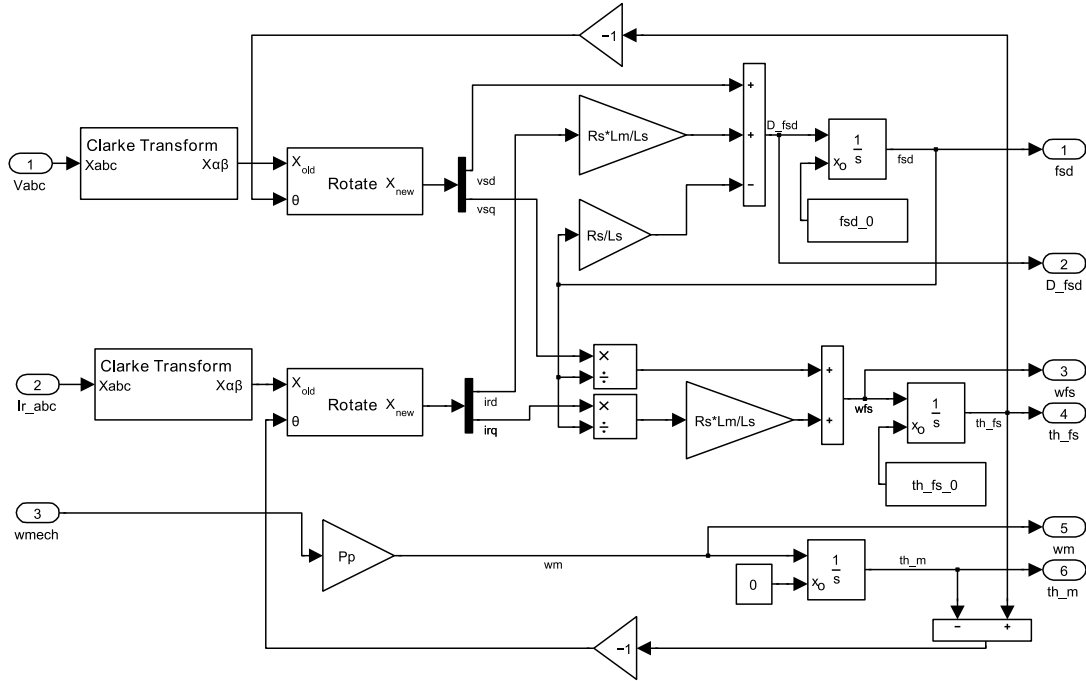 −1
Clarke Transform
Xabc
Xαβ
1
Vabc
X_old
Rotate X_new
θ
vsd
vsq
Rs*Lm/Ls
Rs/Ls
+
+
−
D_fsd
1
s
x_o
fsd
fsd_0
1
fsd
2
D_fsd
Clarke Transform
Xabc
Xαβ
2
Ir_abc
X_old
Rotate X_new
θ
ird
irq
×
÷
×
÷
Rs*Lm/Ls
+
+
wfs
1
s
x_o
th_fs
th_fs_0
3
wfs
4
th_fs
3
wmech
Pp
wm
0
1
s
x_o
th_m
5
wm
6
th_m
− +
−1